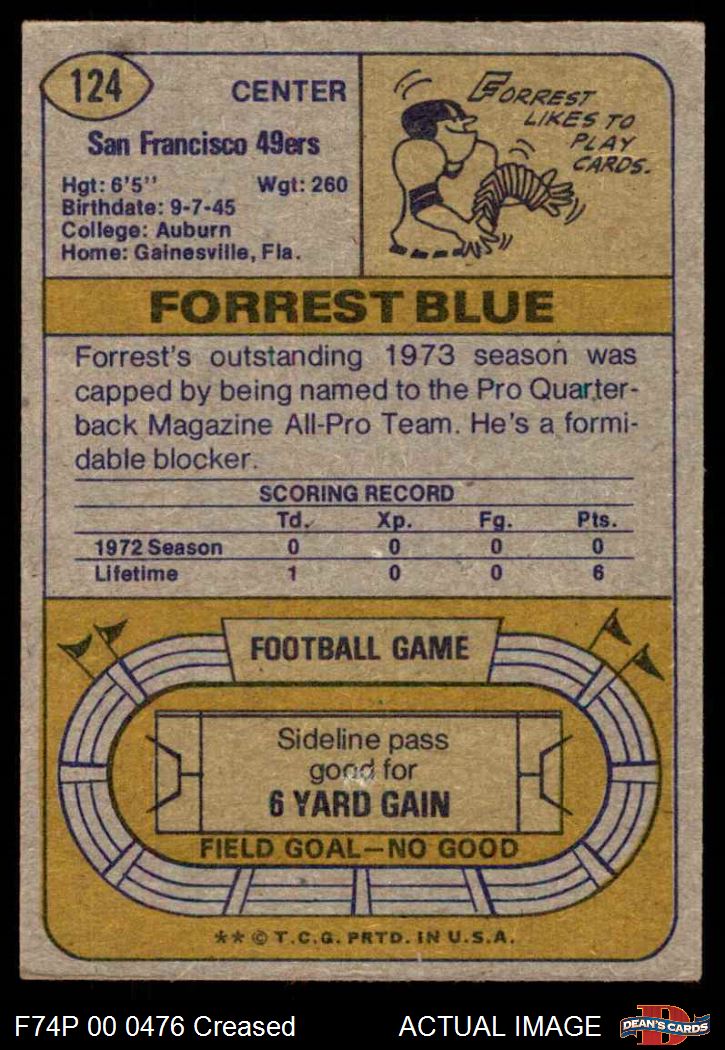 124
CENTER
San Francisco 49ers
Hgt: 6'5" Wgt: 260
Birthdate: 9-7-45
College: Auburn
Home: Gainesville, Fla.
FORREST
LIKES TO
PLAY
CARDS.
FORREST BLUE
Forrest's outstanding 1973 season was
capped by being named to the Pro Quarter-
back Magazine All-Pro Team. He's a formi-
dable blocker.
SCORING RECORD
Td. Xp. Fg. Pts.
1972 Season 0 0 0 0
Lifetime 1 0 0 6
FOOTBALL GAME
Sideline pass
good for
6 YARD GAIN
FIELD GOAL—NO GOOD
** © T.C.G. PRTD. IN U.S.A.
F74P 00 0476 Creased ACTUAL IMAGE
D
DEAN'S CARDS